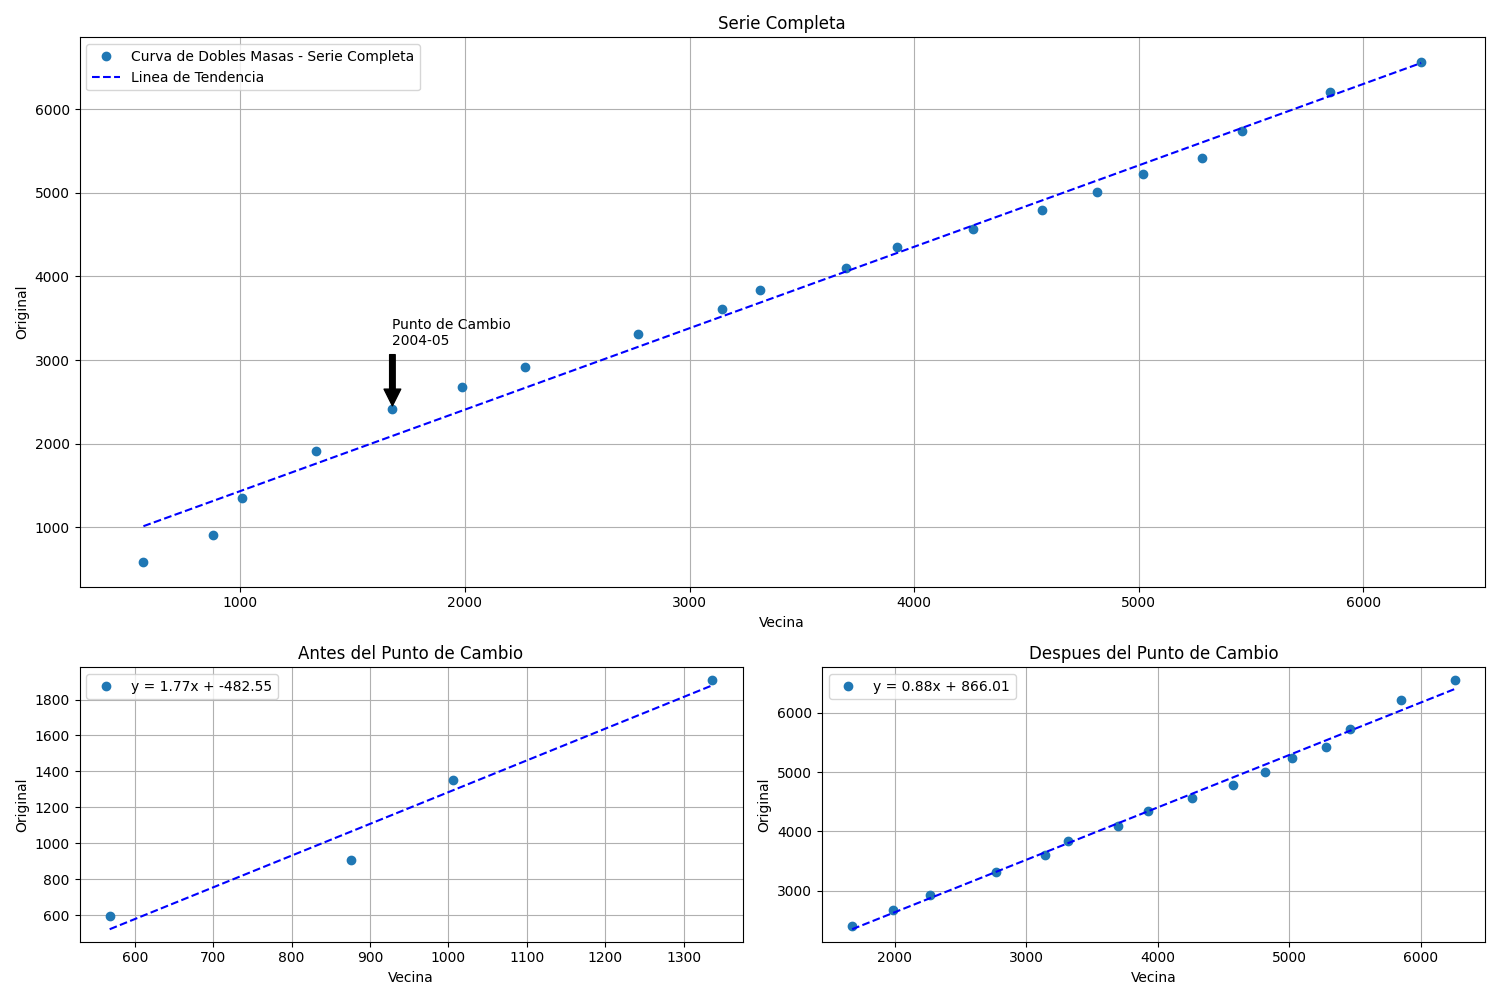 Serie Completa
Curva de Dobles Masas - Serie Completa
Linea de Tendencia
6000
5000
4000
3000
2000
1000
Original
Punto de Cambio
2004-05
1000
2000
3000
4000
5000
6000
Vecina
Antes del Punto de Cambio
y = 1.77x + -482.55
1800
1600
1400
1200
1000
800
600
Original
600
700
800
900
1000
1100
1200
1300
Vecina
Despues del Punto de Cambio
y = 0.88x + 866.01
6000
5000
4000
3000
Original
2000
3000
4000
5000
6000
Vecina